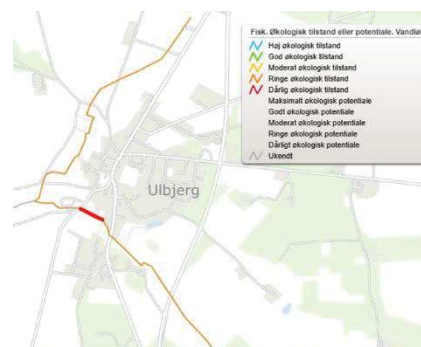 Fisk. Økologisk tilstand eller potentiale. Vandlø
Høj økologisk tilstand
God økologisk tilstand
Moderat økologisk tilstand
Ringe økologisk tilstand
Dårlig økologisk tilstand
Maksimalt økologisk potentiale
Godt økologisk potentiale
Moderat økologisk potentiale
Ringe økologisk potentiale
Dårligt økologisk potentiale
Ukendt
Ulbjerg